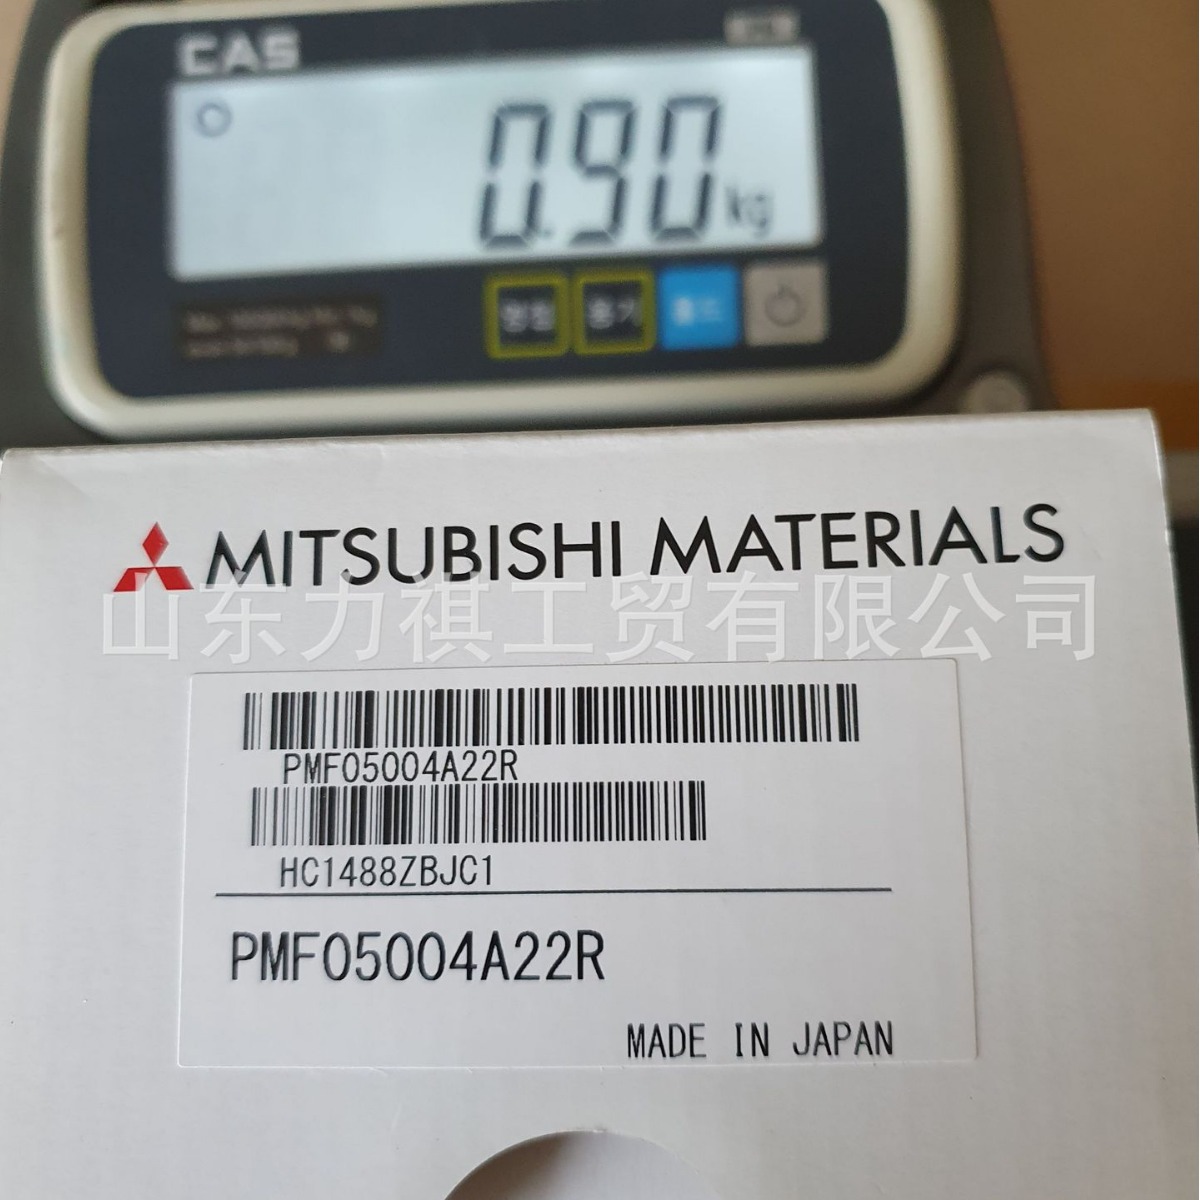 CAS
0.90 kg
MITSUBISHI MATERIALS
山东力祺工贸有限公司
PMF05004A22R
HC1488ZBJC1
PMF05004A22R
MADE IN JAPAN